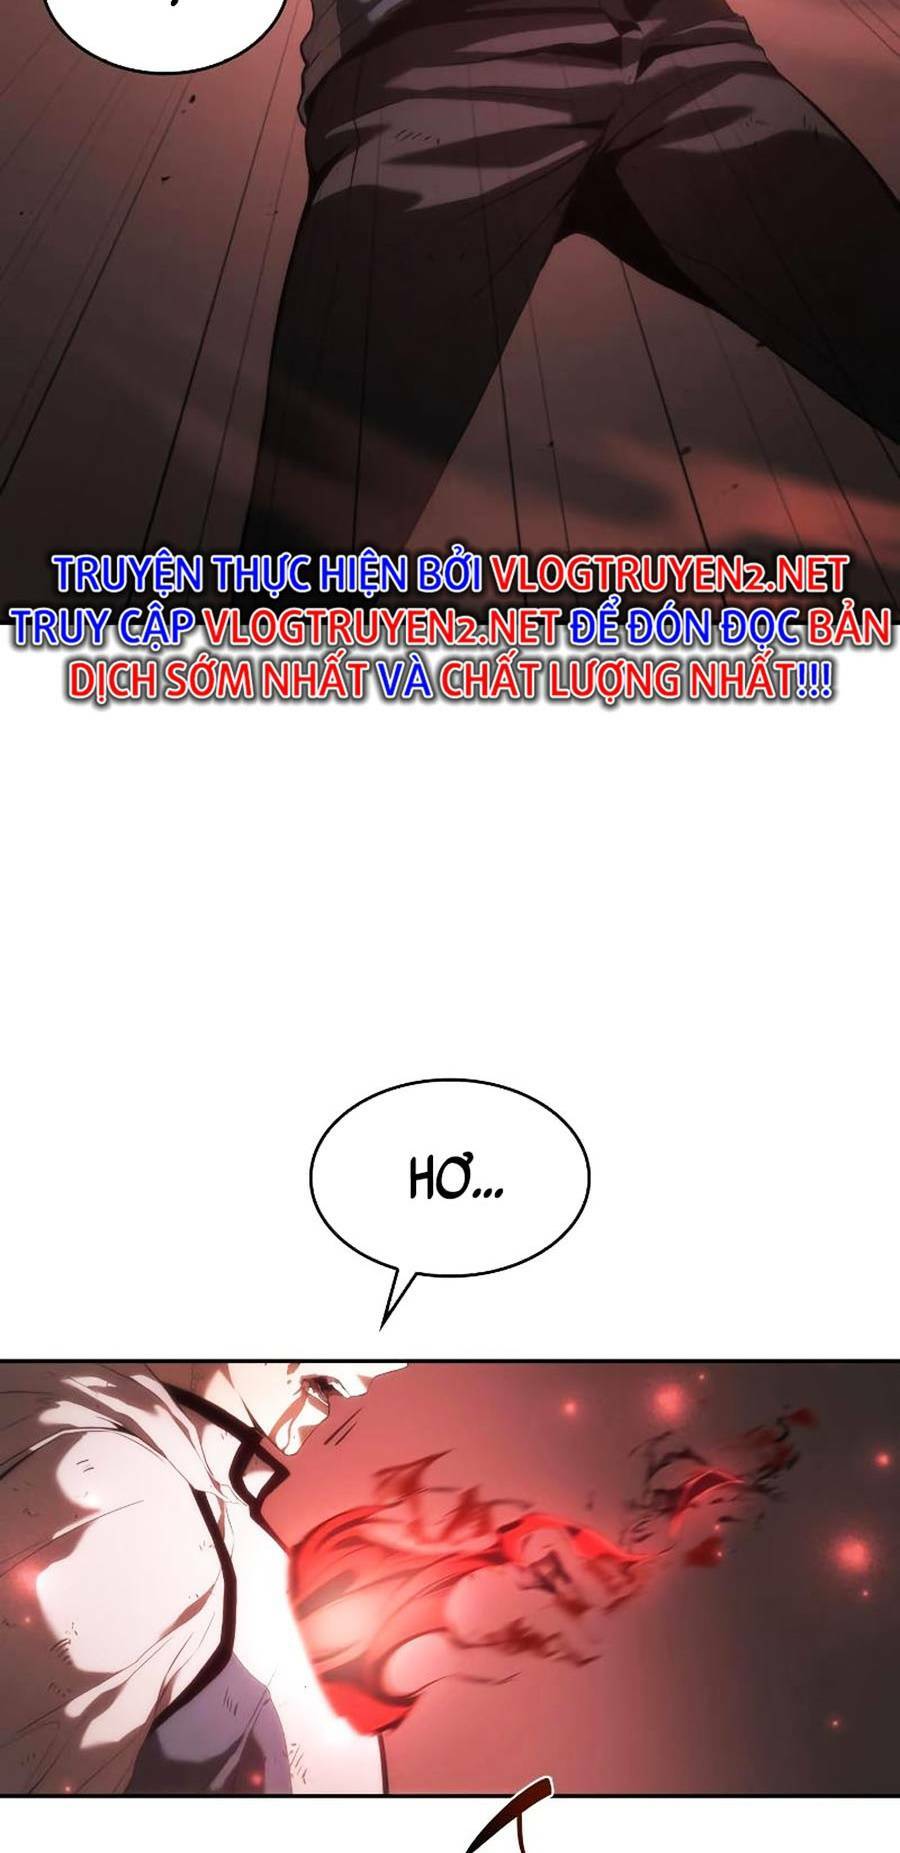 TRUYỆN THỰC HIỆN BỞI VLOGTRUYEN2.NET
TRUY CẬP VLOGTRUYEN2.NET ĐỂ ĐÓN ĐỌC BẢN
DỊCH SỚM NHẤT VÀ CHẤT LƯỢNG NHẤT!!!
HƠ...